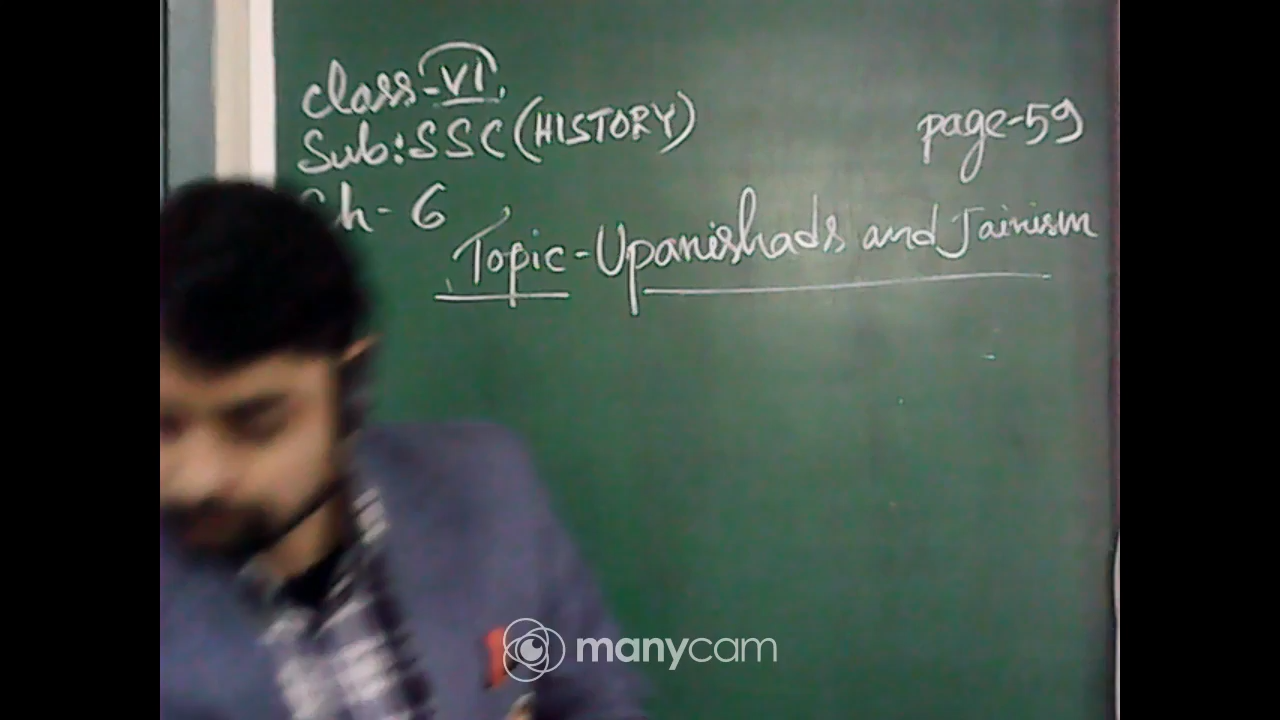 Class-VI.
Sub: SSC (HISTORY)
page-59
Ch-6
Topic-Upanishads and Jainism
manycam